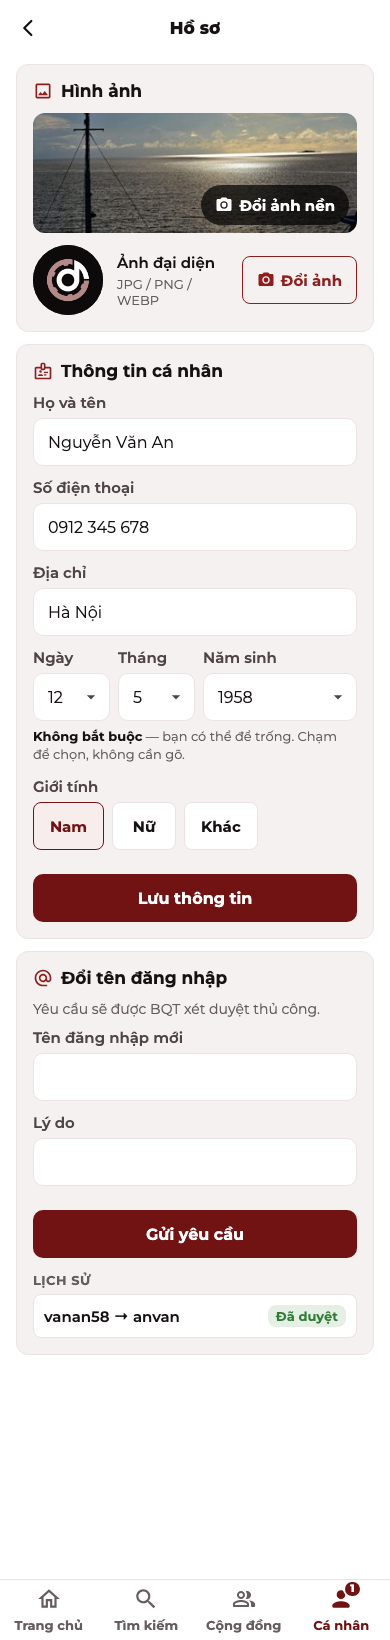 Hồ sơ
Hình ảnh
Đổi ảnh nền
Ảnh đại diện
JPG / PNG /
WEBP
Đổi ảnh
Thông tin cá nhân
Họ và tên
Nguyễn Văn An
Số điện thoại
0912 345 678
Địa chỉ
Hà Nội
Ngày Tháng Năm sinh
12 5 1958
Không bắt buộc — bạn có thể để trống. Chạm
để chọn, không cần gõ.
Giới tính
Nam Nữ Khác
Lưu thông tin
Đổi tên đăng nhập
Yêu cầu sẽ được BQT xét duyệt thủ công.
Tên đăng nhập mới
Lý do
Gửi yêu cầu
LỊCH SỬ
vanan58 → anvan Đã duyệt
1
Trang chủ Tìm kiếm Cộng đồng Cá nhân